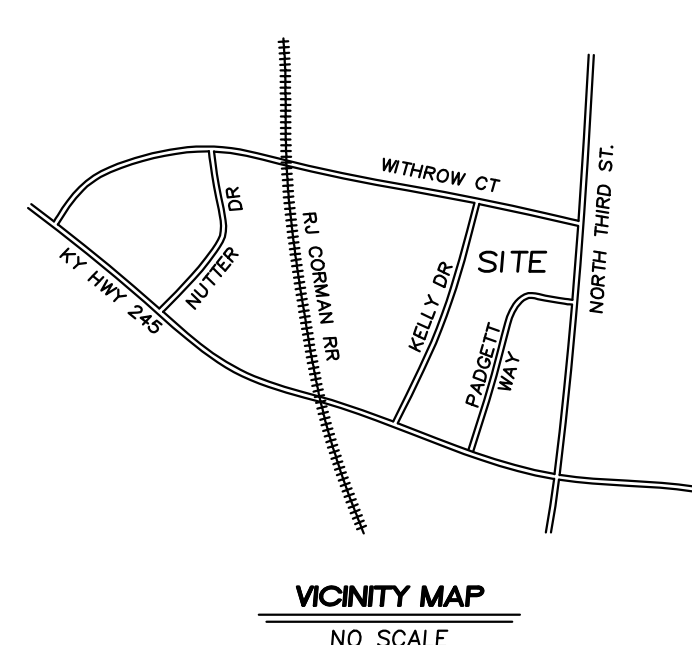 WITHROW CT
NORTH THIRD ST.
NUTTER DR
RJ CORMAN RR
KY HWY 245
KELLY DR
SITE
PADGETT
WAY
VICINITY MAP
NO SCALE